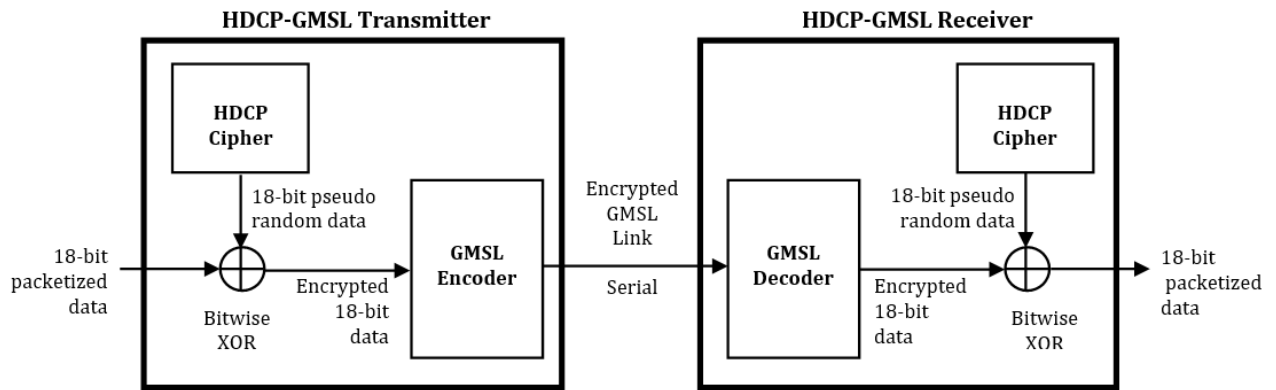 HDCP-GMSL Transmitter
HDCP
Cipher
18-bit pseudo
random data
18-bit
packetized
data
Bitwise
XOR
Encrypted
18-bit
data
GMSL
Encoder
Encrypted
GMSL
Link
Serial
HDCP-GMSL Receiver
HDCP
Cipher
18-bit pseudo
random data
GMSL
Decoder
Encrypted
18-bit
data
Bitwise
XOR
18-bit
packetized
data